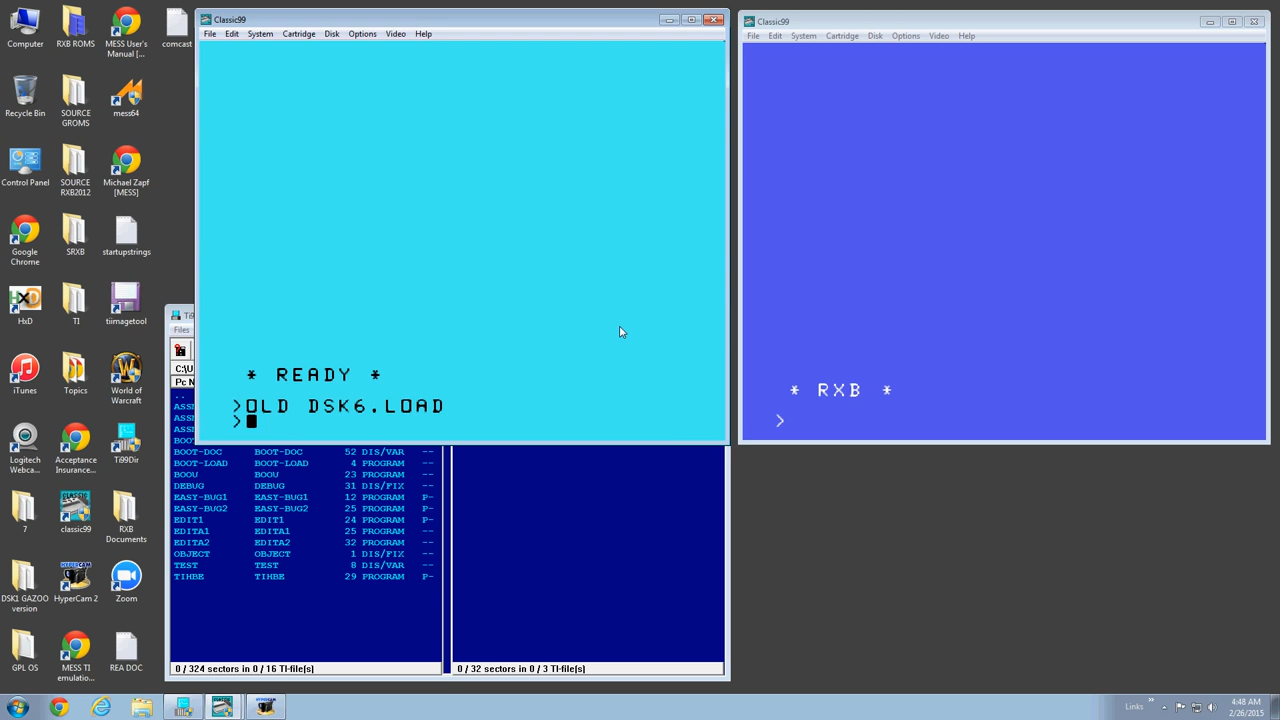 Computer
RXB ROMS
MESS User's
Manual [...
comcast
Recycle Bin
SOURCE
GROMS
mess64
Control Panel
SOURCE
RXB2012
Michael Zapf
[MESS]
Google
Chrome
SRXB
startupstrings
HxD
TI
tiimagetool
iTunes
Topics
World of
Warcraft
Logitech
Webca...
Acceptance
Insurance...
Ti99Dir
7
classic99
RXB
Documents
DSK1 GAZOO
version
HyperCam 2
Zoom
GPL OS
MESS TI
emulatio...
REA DOC
Classic99
File Edit System Cartridge Disk Options Video Help
* READY *
>OLD DSK6.LOAD
>
Classic99
File Edit System Cartridge Disk Options Video Help
* RXB *
>
Files
BOOT-DOC BOOT-DOC 52 DIS/VAR --
BOOT-LOAD BOOT-LOAD 4 PROGRAM --
BOOU BOOU 23 PROGRAM --
DEBUG DEBUG 31 DIS/FIX --
EASY-BUG1 EASY-BUG1 12 PROGRAM P-
EASY-BUG2 EASY-BUG2 25 PROGRAM P-
EDIT1 EDIT1 24 PROGRAM P-
EDITA1 EDITA1 25 PROGRAM --
EDITA2 EDITA2 32 PROGRAM --
OBJECT OBJECT 1 DIS/FIX --
TEST TEST 8 DIS/VAR --
TIHBE TIHBE 29 PROGRAM P-
0 / 324 sectors in 0 / 16 TI-file(s)
0 / 32 sectors in 0 / 3 TI-file(s)
Links »
4:48 AM
2/26/2015